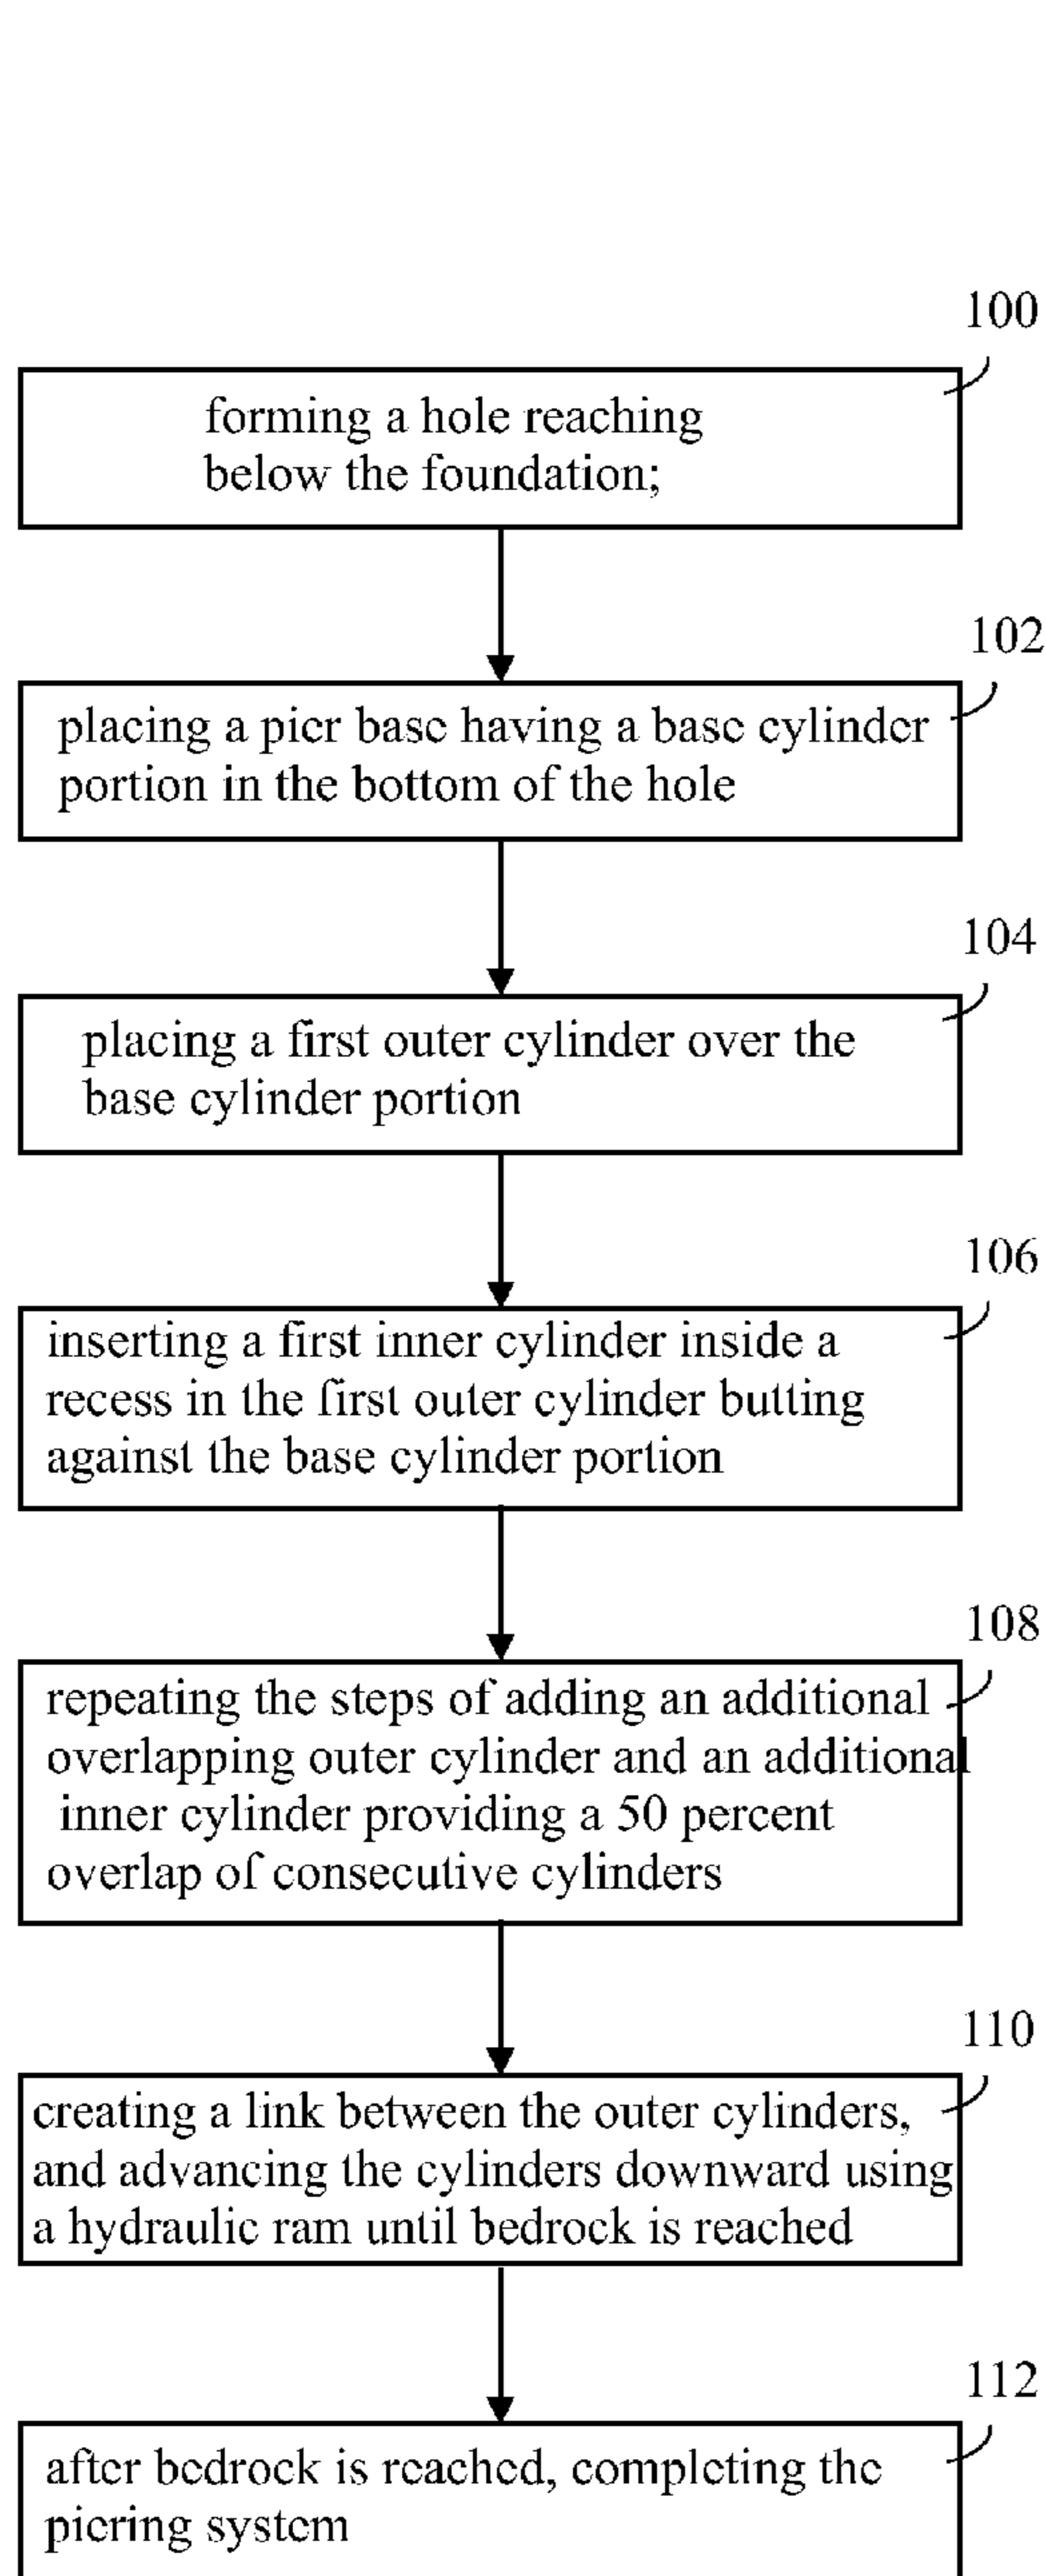 100
forming a hole reaching
below the foundation;
102
placing a pier base having a base cylinder
portion in the bottom of the hole
104
placing a first outer cylinder over the
base cylinder portion
106
inserting a first inner cylinder inside a
recess in the first outer cylinder butting
against the base cylinder portion
108
repeating the steps of adding an additional
overlapping outer cylinder and an additional
inner cylinder providing a 50 percent
overlap of consecutive cylinders
110
creating a link between the outer cylinders,
and advancing the cylinders downward using
a hydraulic ram until bedrock is reached
112
after bedrock is reached, completing the
piering system